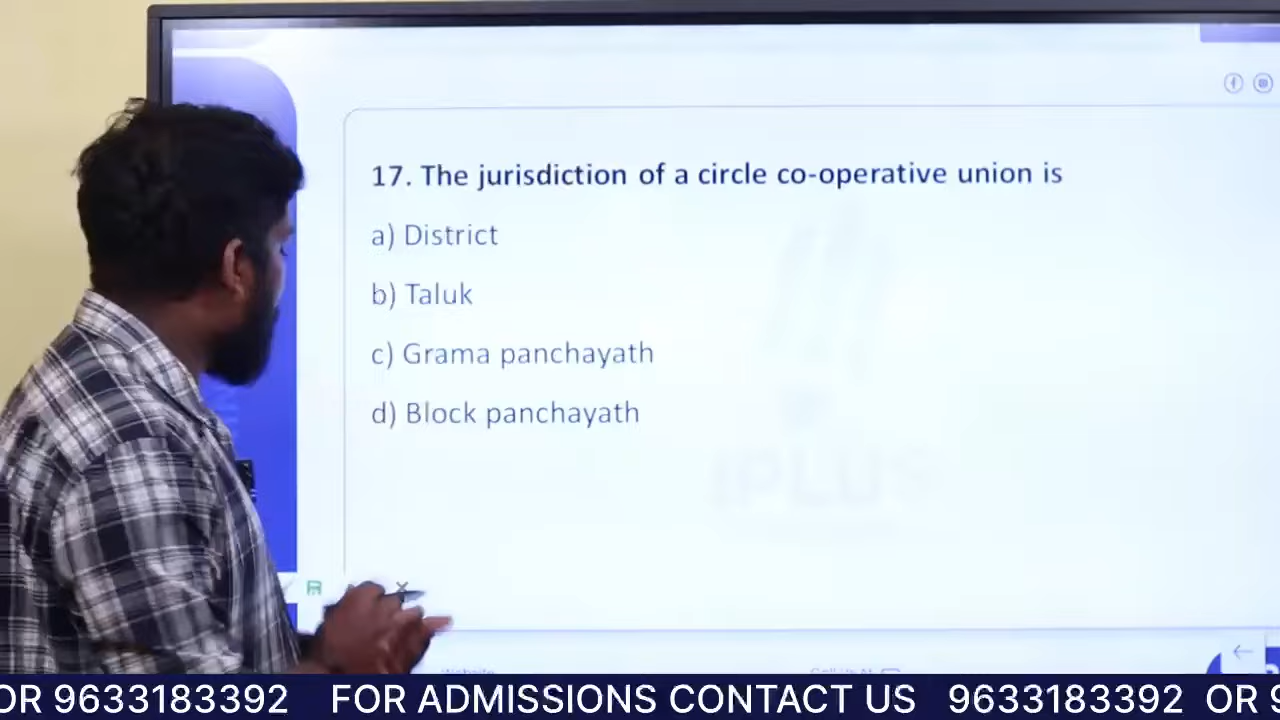 17. The jurisdiction of a circle co-operative union is
a) District
b) Taluk
c) Grama panchayath
d) Block panchayath
OR 9633183392 FOR ADMISSIONS CONTACT US 9633183392 OR 9